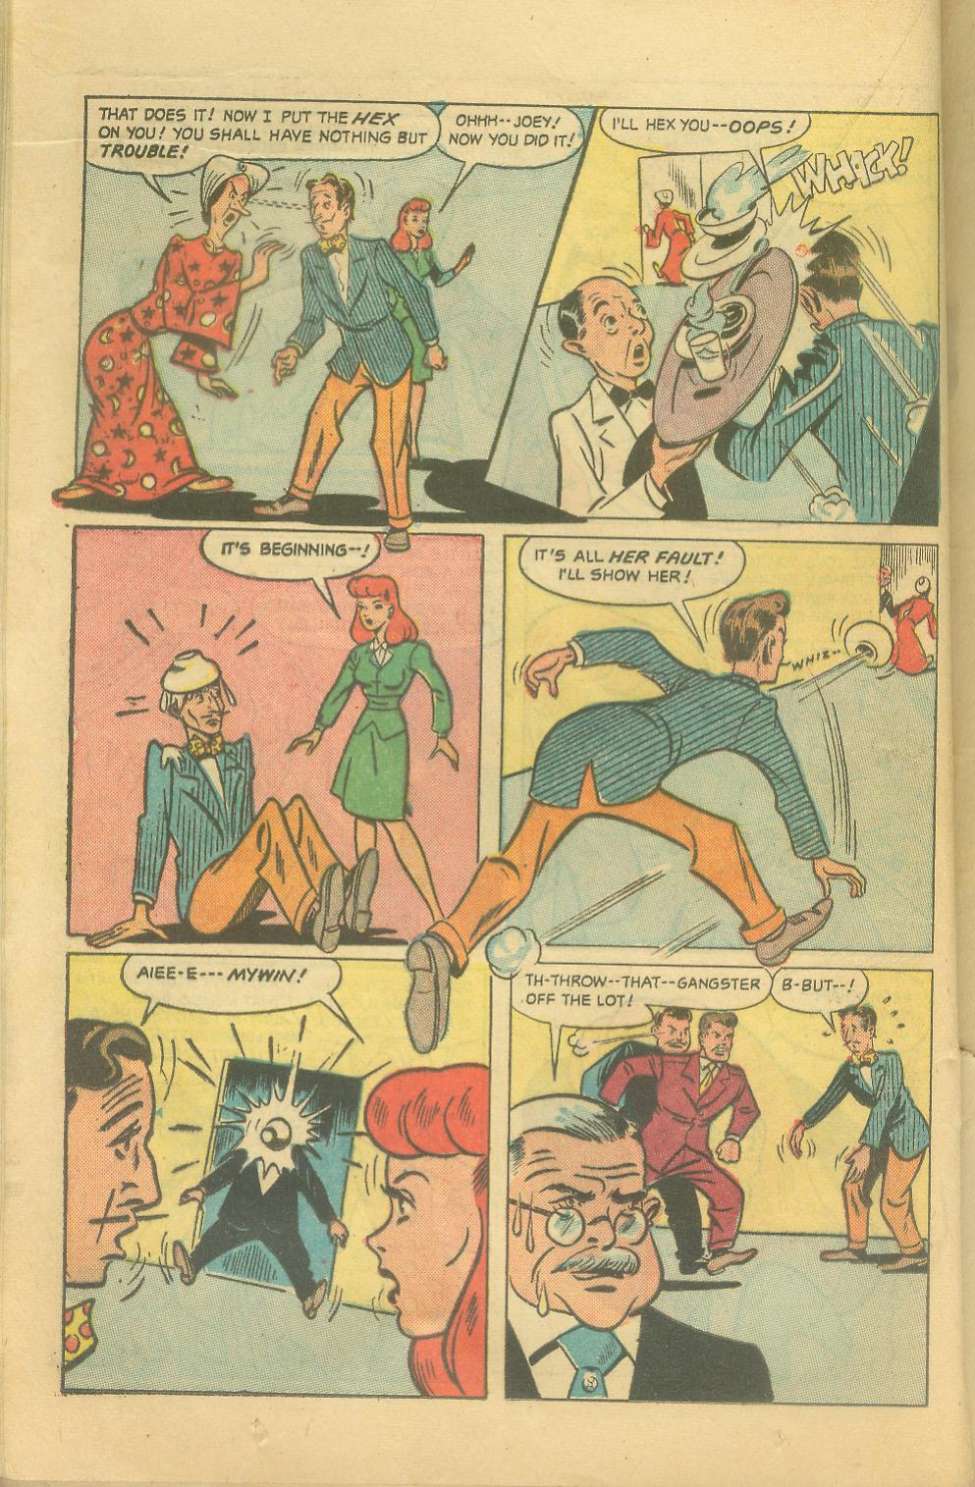 THAT DOES IT! NOW I PUT THE HEX
ON YOU! YOU SHALL HAVE NOTHING BUT
TROUBLE!
OHHH--JOEY!
NOW YOU DID IT!
I'LL HEX YOU--OOPS!
WHACK!
IT'S BEGINNING--!
IT'S ALL HER FAULT!
I'LL SHOW HER!
WHIZ--
AIEE-E--- MYWIN!
TH-THROW--THAT--GANGSTER
OFF THE LOT!
B-BUT--!